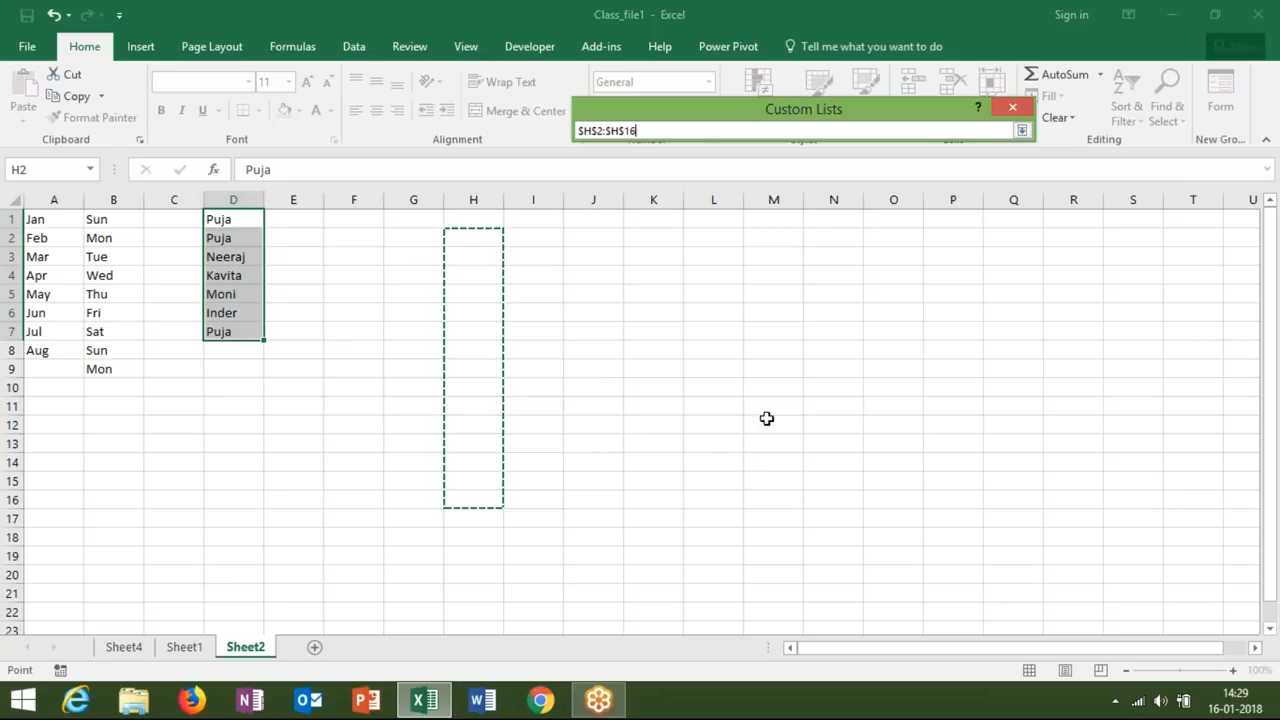 Class_file1 - Excel
Sign in
File Home Insert Page Layout Formulas Data Review View Developer Add-ins Help Power Pivot Tell me what you want to do
Paste
Cut
Copy
Format Painter
Clipboard
11
B I U
Font
Wrap Text
Merge & Center
Alignment
General
AutoSum
Fill
Clear
Sort & Filter
Find & Select
Editing
Form
New Gro...
Custom Lists
?
$H$2:$H$16
H2
fx
Puja
A B C D E F G H I J K L M N O P Q R S T U
1 Jan Sun Puja
2 Feb Mon Puja
3 Mar Tue Neeraj
4 Apr Wed Kavita
5 May Thu Moni
6 Jun Fri Inder
7 Jul Sat Puja
8 Aug Sun
9 Mon
10
11
12
13
14
15
16
17
18
19
20
21
22
23
Sheet4 Sheet1 Sheet2
Point
100%
14:29
16-01-2018